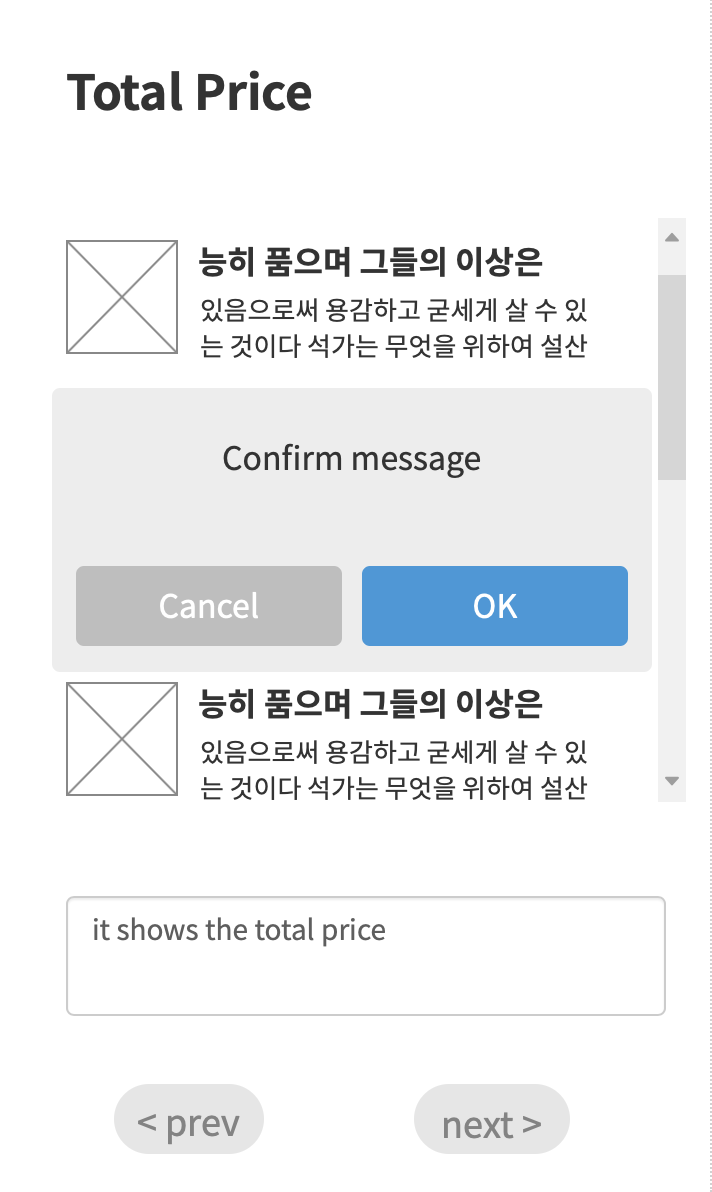 Total Price
능히 품으며 그들의 이상은
있음으로써 용감하고 굳세게 살 수 있
는 것이다 석가는 무엇을 위하여 설산
Confirm message
Cancel
OK
능히 품으며 그들의 이상은
있음으로써 용감하고 굳세게 살 수 있
는 것이다 석가는 무엇을 위하여 설산
it shows the total price
< prev
next >